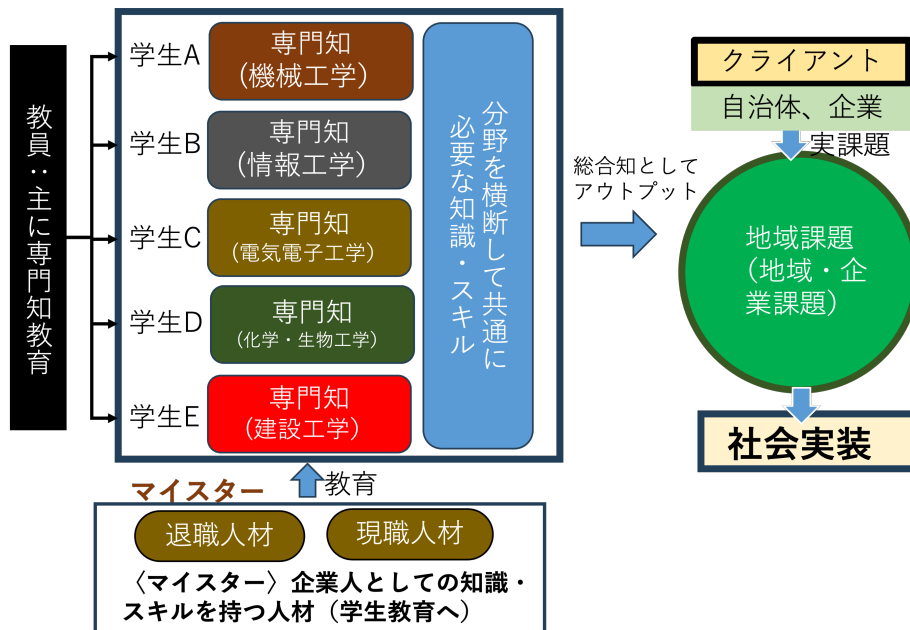 教員：主に専門知教育
学生A
専門知
(機械工学)
学生B
専門知
(情報工学)
学生C
専門知
(電気電子工学)
学生D
専門知
(化学・生物工学)
学生E
専門知
(建設工学)
分野を横断して共通に
必要な知識・スキル
総合知として
アウトプット
クライアント
自治体、企業
実課題
地域課題
(地域・企
業課題)
社会実装
マイスター
教育
退職人材
現職人材
〈マイスター〉企業人としての知識・
スキルを持つ人材（学生教育へ）